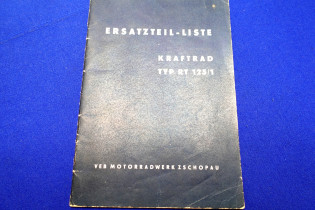 ERSATZTEIL-LISTE
KRAFTRAD
TYP RT 125/1
VEB MOTORRADWERK ZSCHOPAU